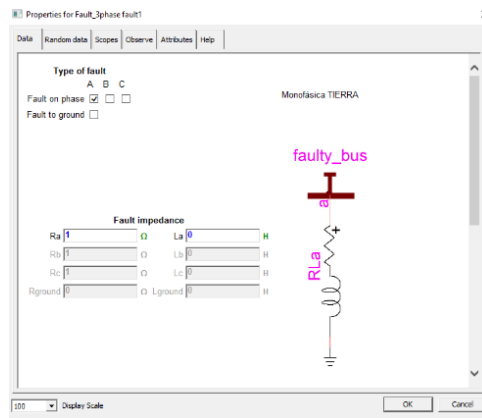 Properties for Fault_3phase fault1
Data Random data Scopes Observe Attributes Help
Type of fault
A B C
Monofásica TIERRA
Fault on phase
Fault to ground
faulty_bus
a
Fault impedance
Ra 1 Ω La 0 H
+
RLa
Rb 1 Ω Lb 0 H
Rc 1 Ω Lc 0 H
Rground 0 Ω Lground 0 H
100 Display Scale OK Cancel